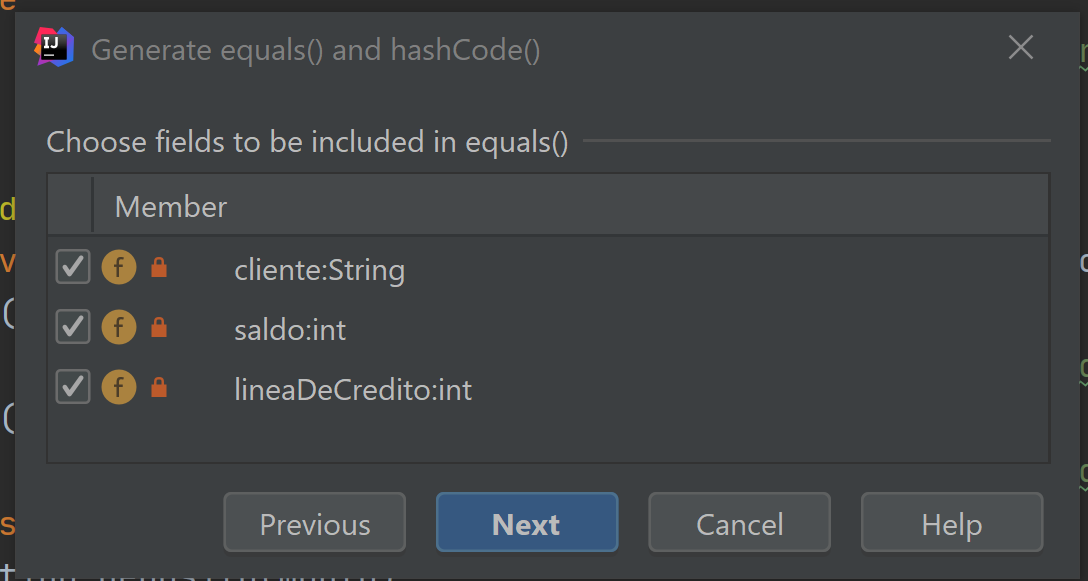 IJ
Generate equals() and hashCode()
Choose fields to be included in equals()
Member
f cliente:String
f saldo:int
f lineaDeCredito:int
Previous Next Cancel Help